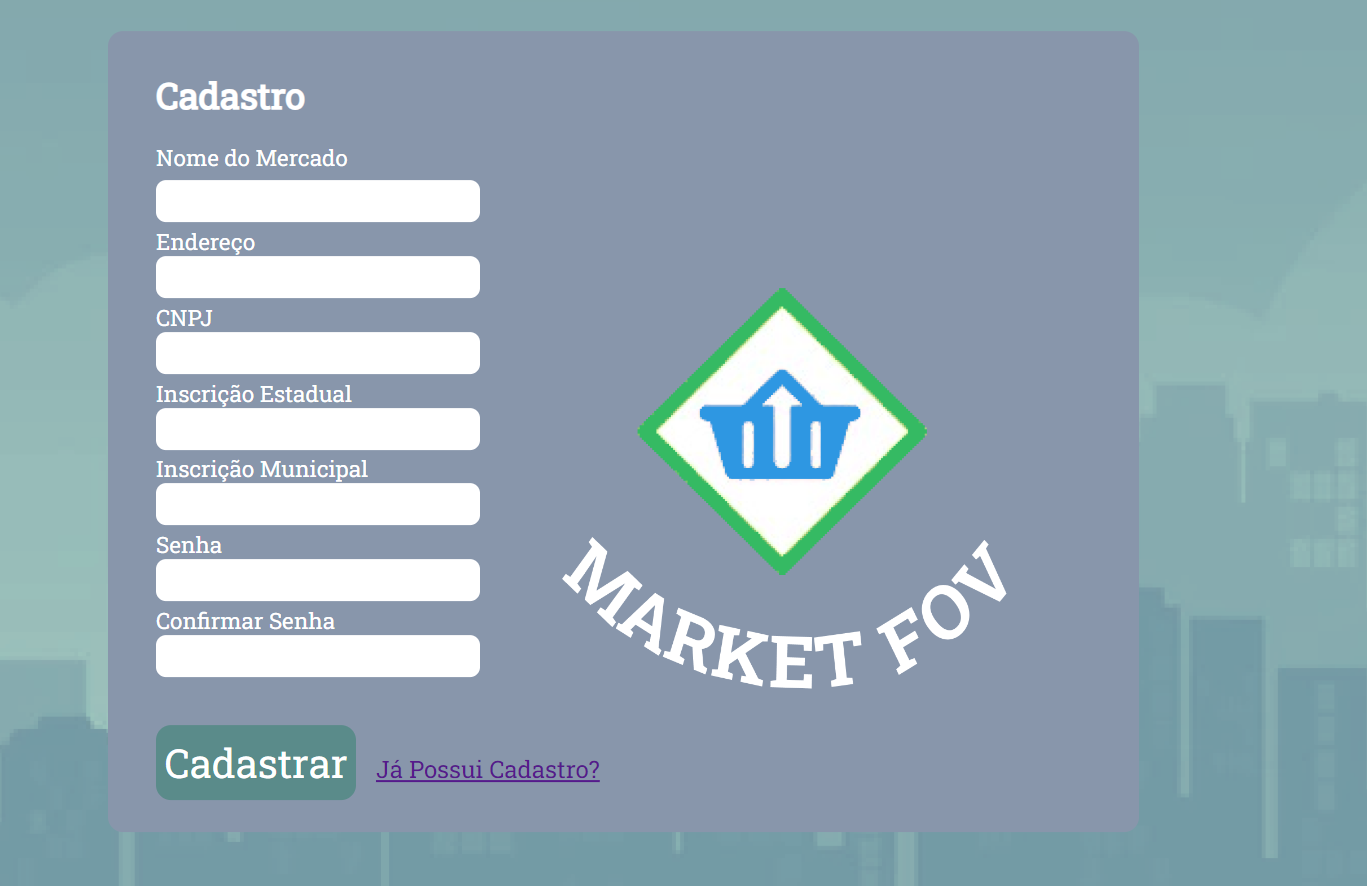 Cadastro
Nome do Mercado
Endereço
CNPJ
Inscrição Estadual
Inscrição Municipal
Senha
Confirmar Senha
MARKET FOV
Cadastrar
Já Possui Cadastro?